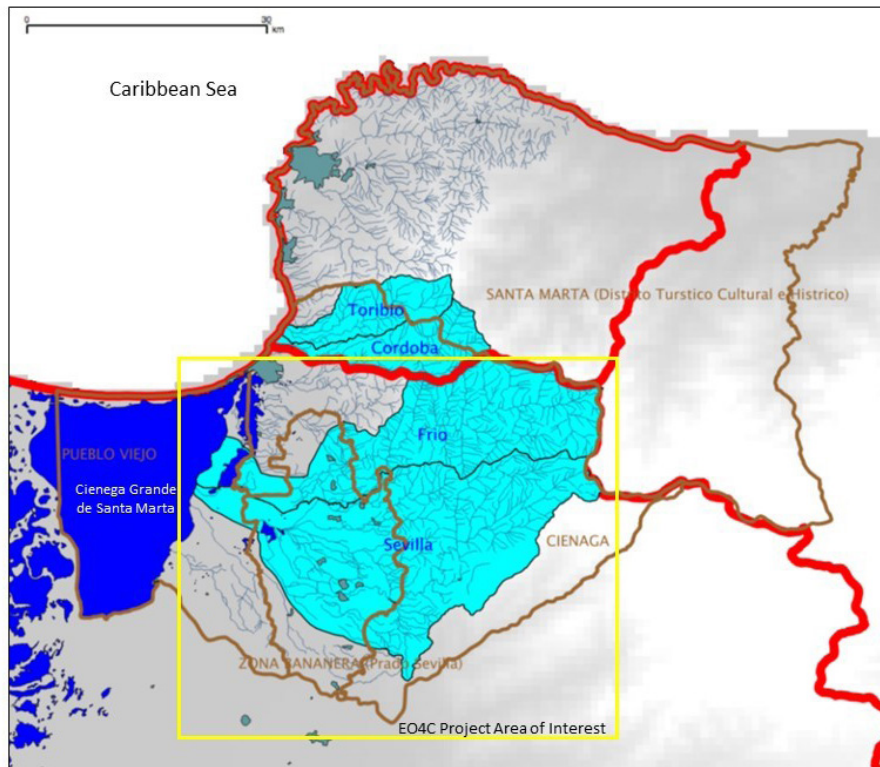 0
30
km
Caribbean Sea
SANTA MARTA (Distrito Turstico Cultural e Histrico)
Toribio
Cordoba
Frio
PUEBLO VIEJO
Cienega Grande
de Santa Marta
Sevilla
CIENAGA
ZONA BANANERA (Prado Sevilla)
EO4C Project Area of Interest